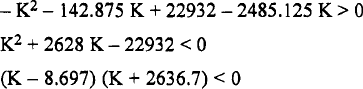 – K² – 142.875 K + 22932 – 2485.125 K > 0
K² + 2628 K – 22932 < 0
(K – 8.697) (K + 2636.7) < 0